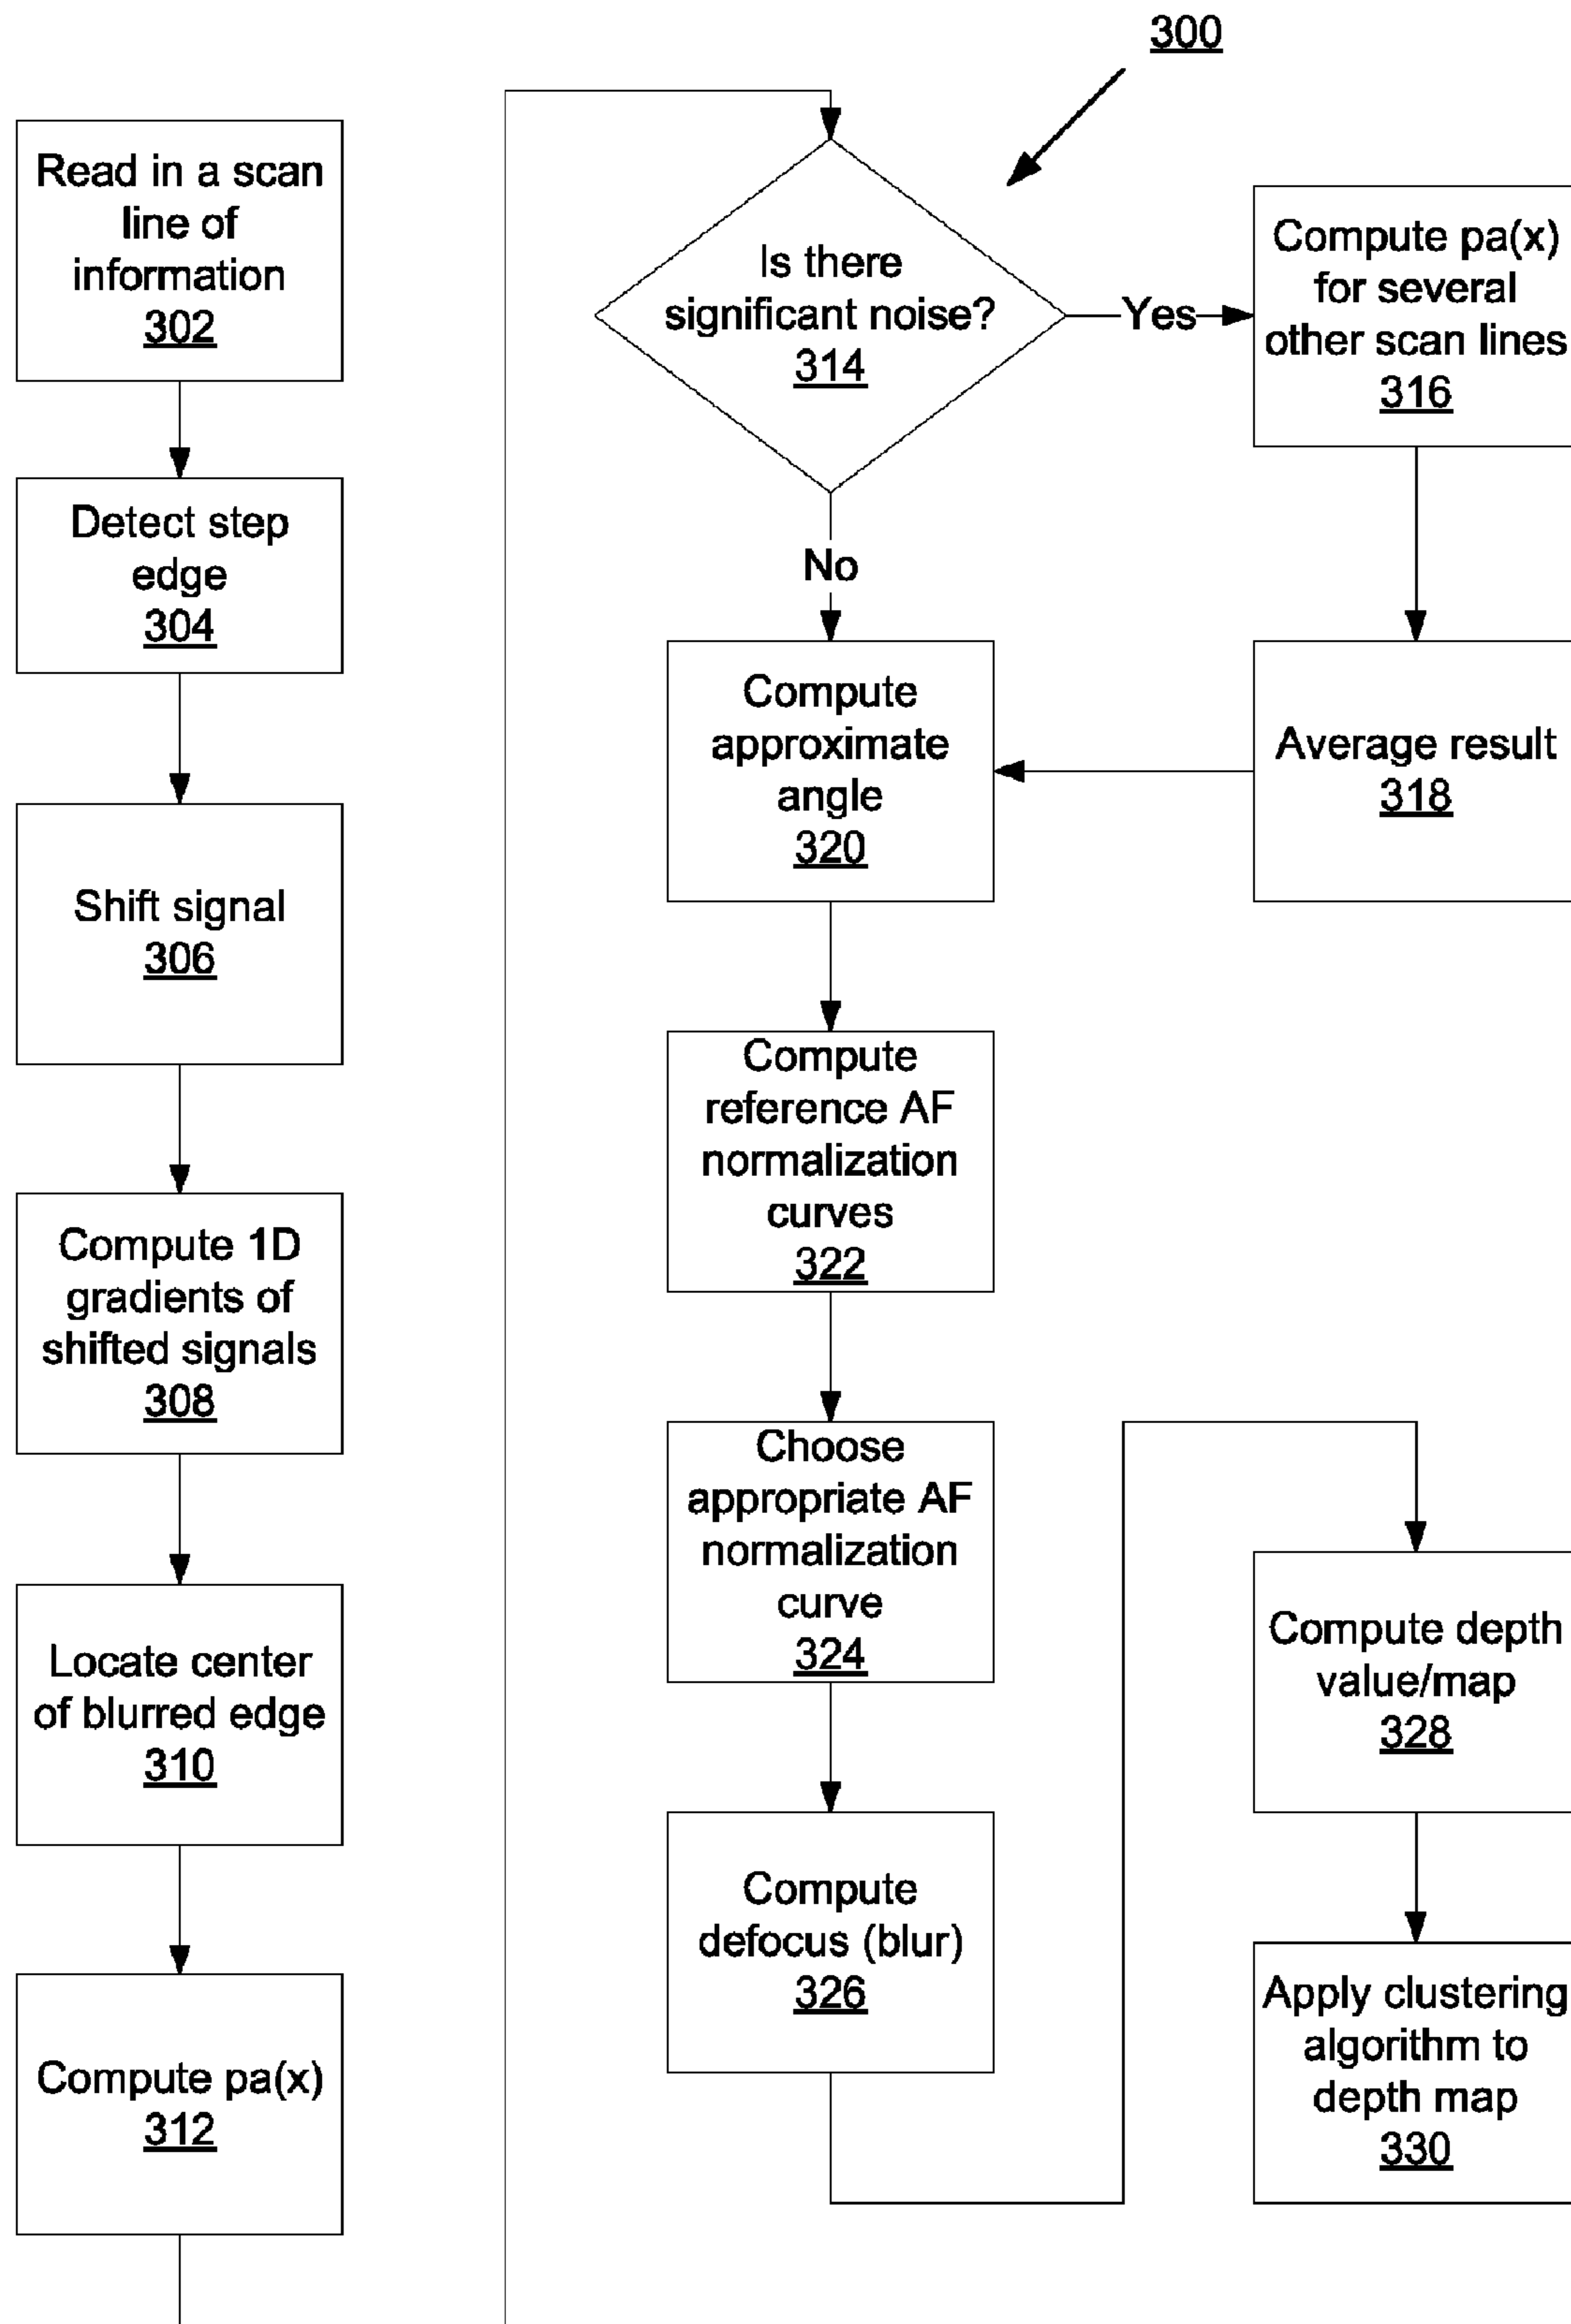 300
Read in a scan
line of
information
302
Detect step
edge
304
Shift signal
306
Compute 1D
gradients of
shifted signals
308
Locate center
of blurred edge
310
Compute pa(x)
312
Is there
significant noise?
314
Yes
No
Compute pa(x)
for several
other scan lines
316
Average result
318
Compute
approximate
angle
320
Compute
reference AF
normalization
curves
322
Choose
appropriate AF
normalization
curve
324
Compute
defocus (blur)
326
Compute depth
value/map
328
Apply clustering
algorithm to
depth map
330